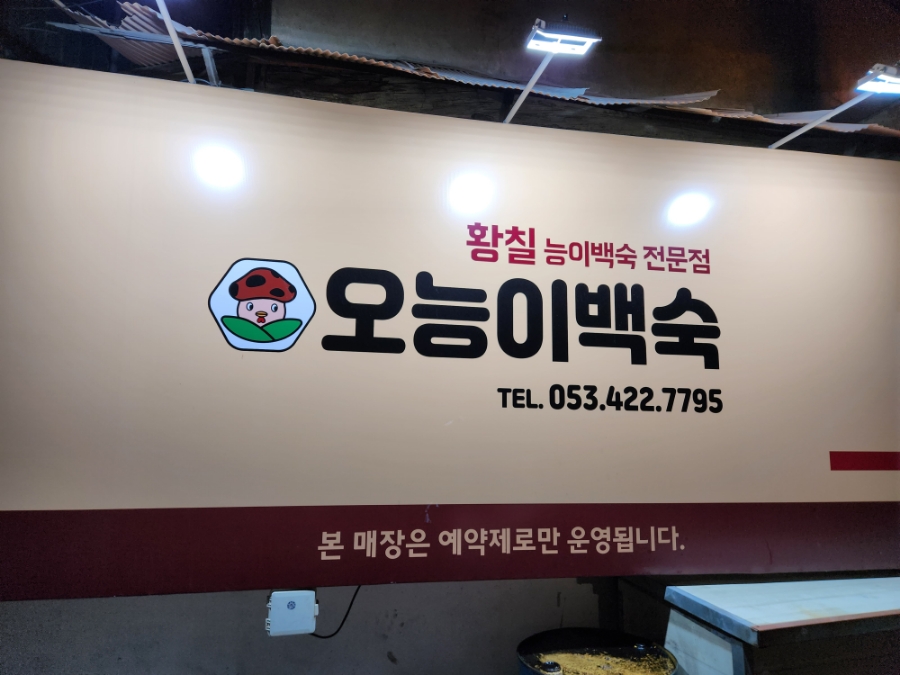 황칠 능이백숙 전문점
오능이백숙
TEL. 053.422.7795
본 매장은 예약제로만 운영됩니다.